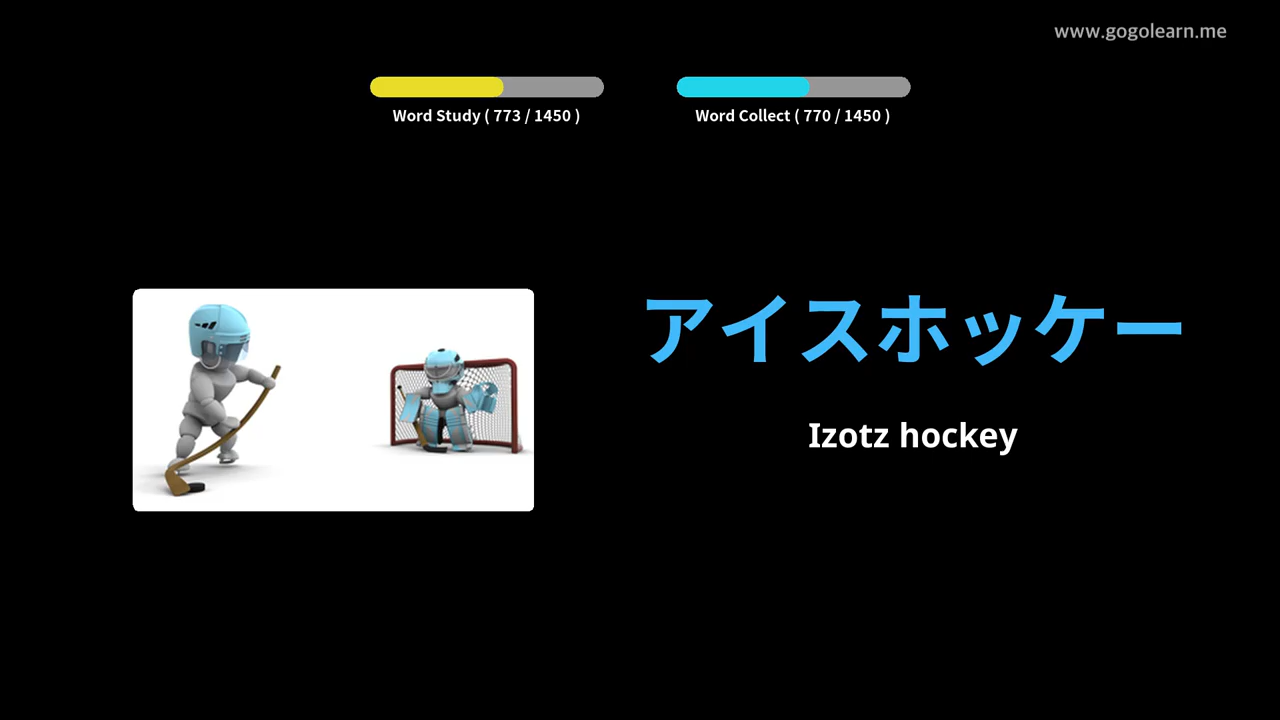 www.gogolearn.me
Word Study ( 773 / 1450 )
Word Collect ( 770 / 1450 )
アイスホッケー
Izotz hockey